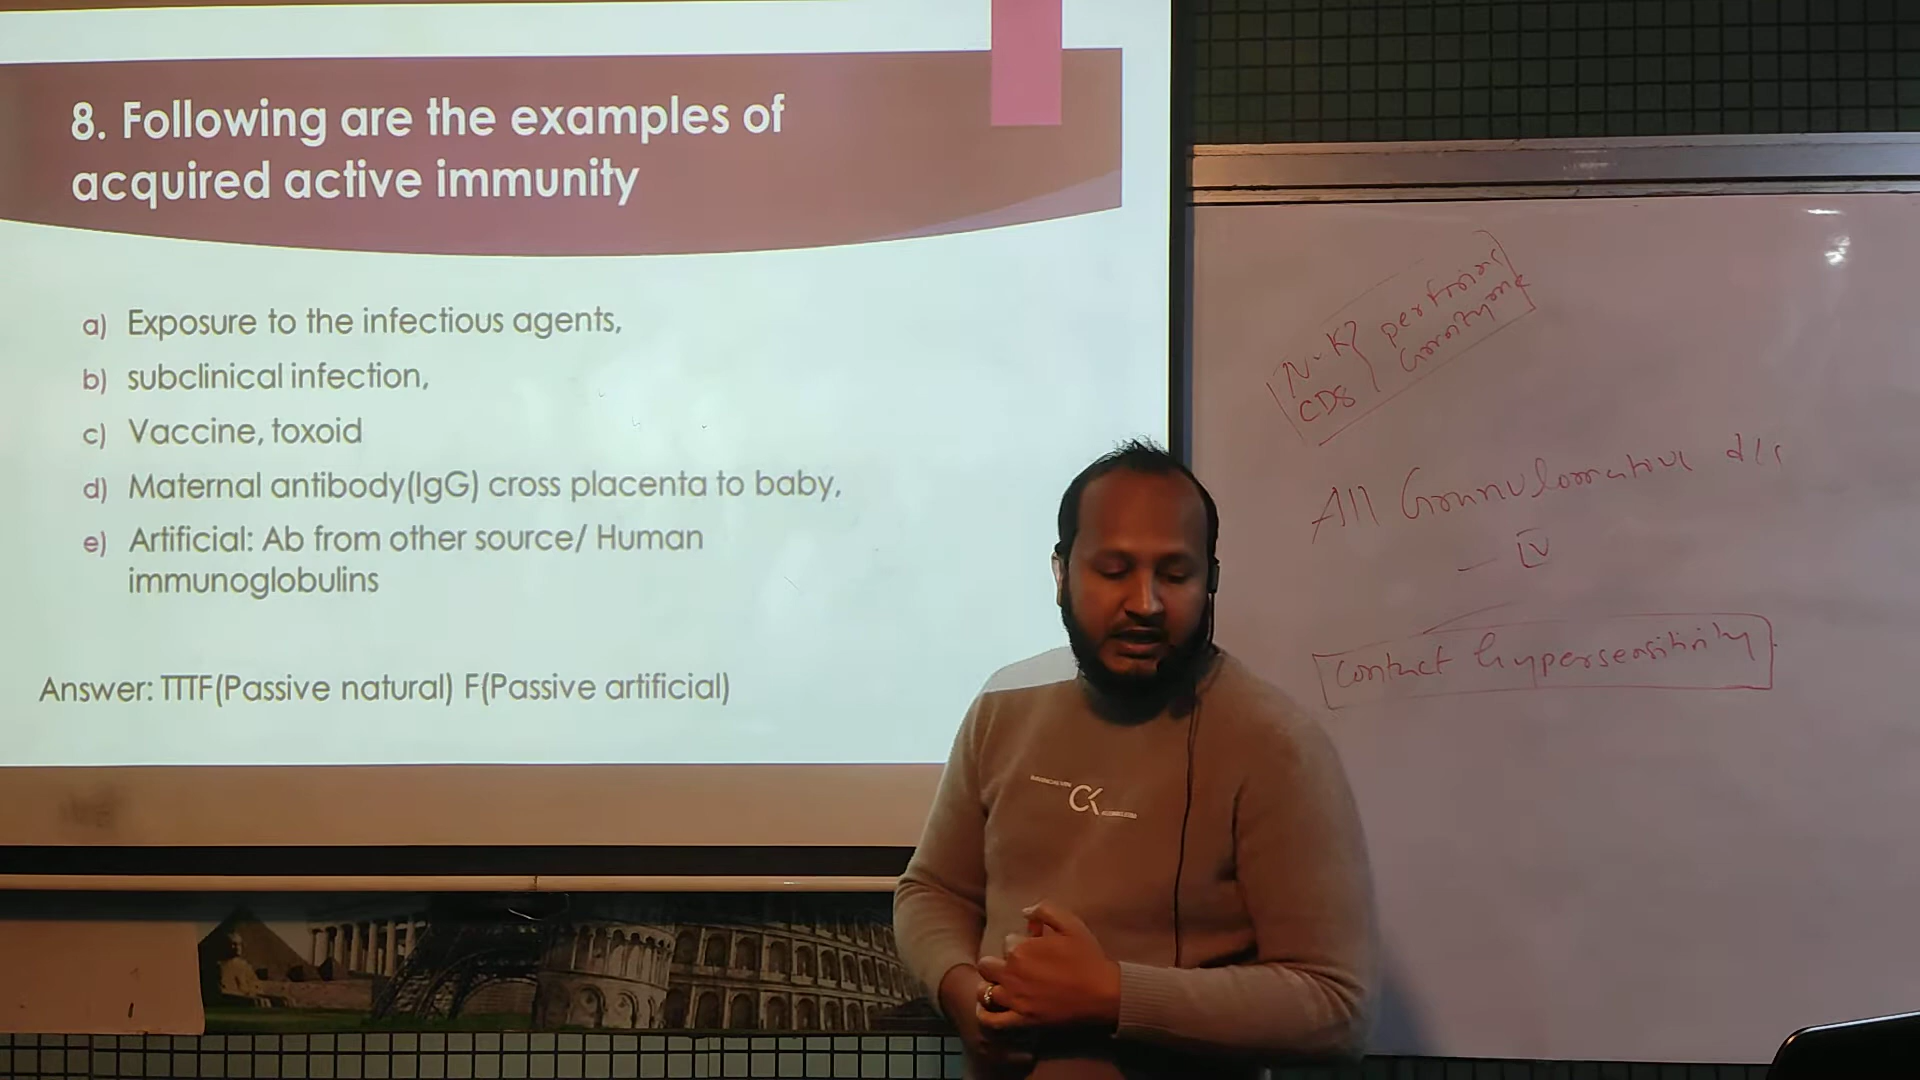 8. Following are the examples of
acquired active immunity
a) Exposure to the infectious agents,
b) subclinical infection,
c) Vaccine, toxoid
d) Maternal antibody(IgG) cross placenta to baby,
e) Artificial: Ab from other source/ Human
immunoglobulins
Answer: TTTF(Passive natural) F(Passive artificial)
N-K
CD8
All
IV
Contact hypersensitivity
CK